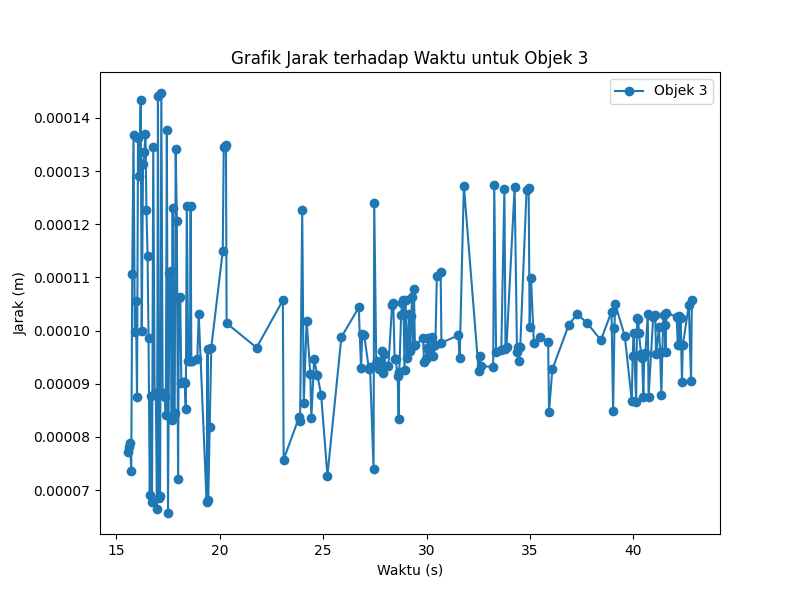 Grafik Jarak terhadap Waktu untuk Objek 3
Objek 3
Jarak (m)
0.00014
0.00013
0.00012
0.00011
0.00010
0.00009
0.00008
0.00007
15 20 25 30 35 40
Waktu (s)